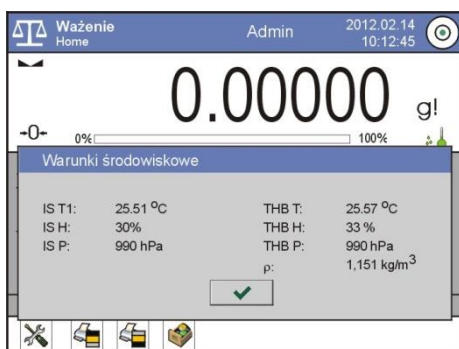 Ważenie
Home
Admin
2012.02.14
10:12:45
0.00000 g!
→0←
0% 100%
Warunki środowiskowe
IS T1: 25.51 °C THB T: 25.57 °C
IS H: 30% THB H: 33 %
IS P: 990 hPa THB P: 990 hPa
ρ: 1,151 kg/m³